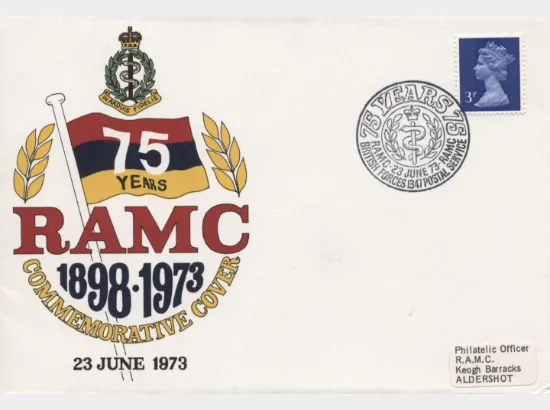 IN ARDUIS FIDELIS
75
YEARS
RAMC
1898·1973
COMMEMORATIVE COVER
23 JUNE 1973
75 YEARS 75
RAMC·23 JUNE 73·RAMC
BRITISH FORCES 1347 POSTAL SERVICE
3P
Philatelic Officer
R.A.M.C.
Keogh Barracks
ALDERSHOT